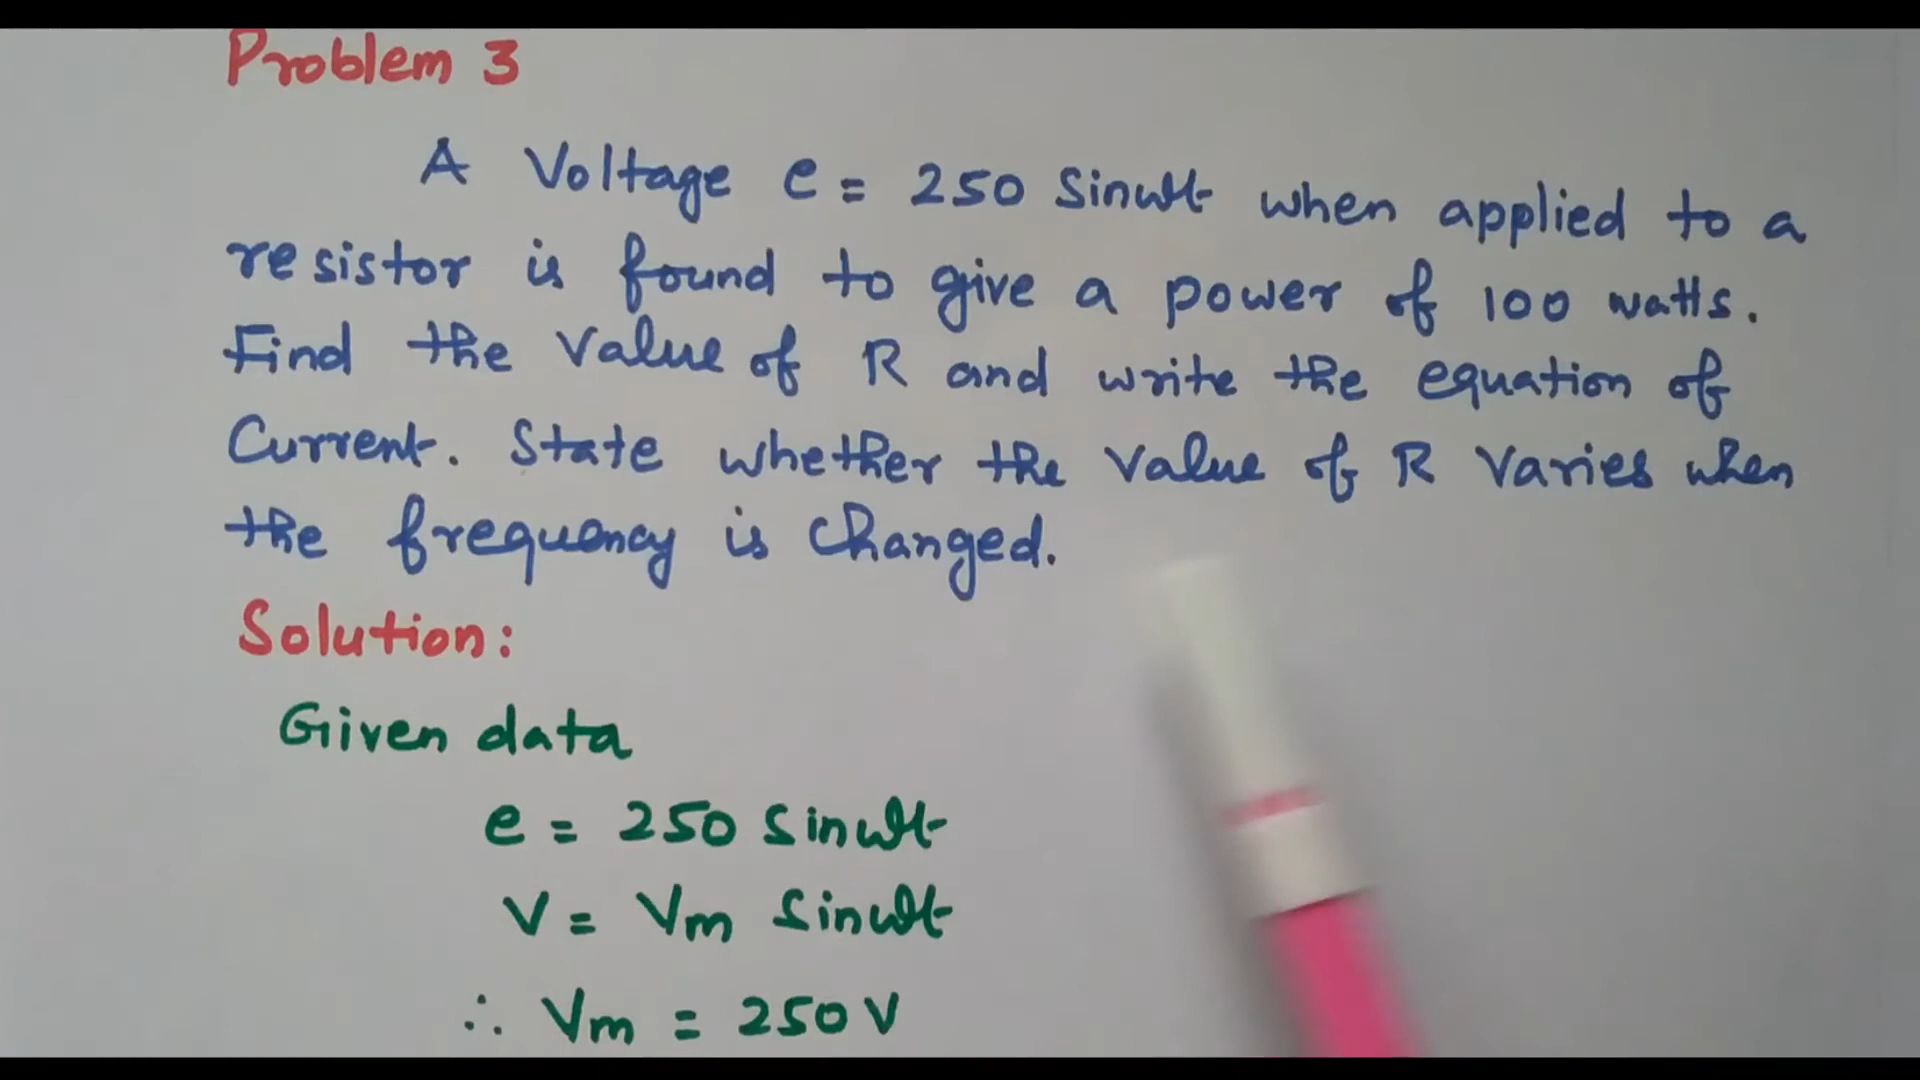 Problem 3
A Voltage e = 250 Sinωt when applied to a
resistor is found to give a power of 100 watts.
Find the Value of R and write the equation of
Current. State whether the Value of R Varies when
the frequency is changed.
Solution:
Given data
e = 250 Sinωt
V = Vm Sinωt
∴ Vm = 250 V